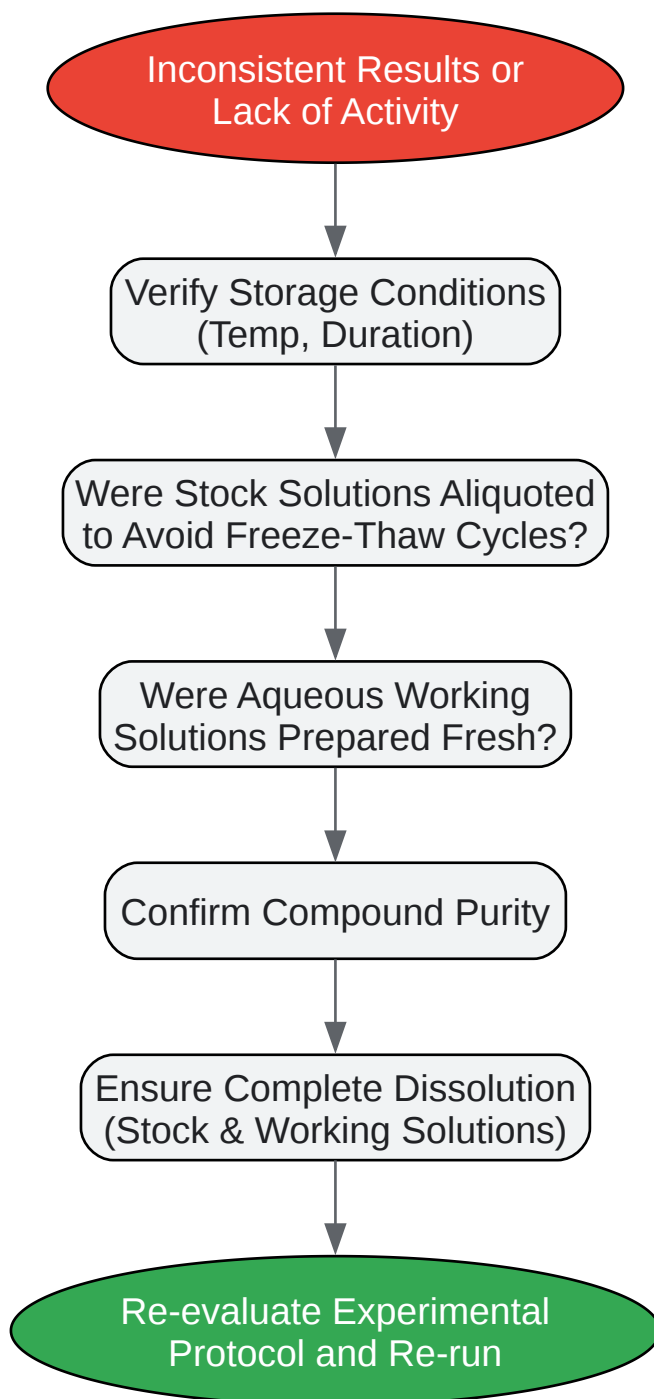 Inconsistent Results or
Lack of Activity
Verify Storage Conditions
(Temp, Duration)
Were Stock Solutions Aliquoted
to Avoid Freeze-Thaw Cycles?
Were Aqueous Working
Solutions Prepared Fresh?
Confirm Compound Purity
Ensure Complete Dissolution
(Stock & Working Solutions)
Re-evaluate Experimental
Protocol and Re-run